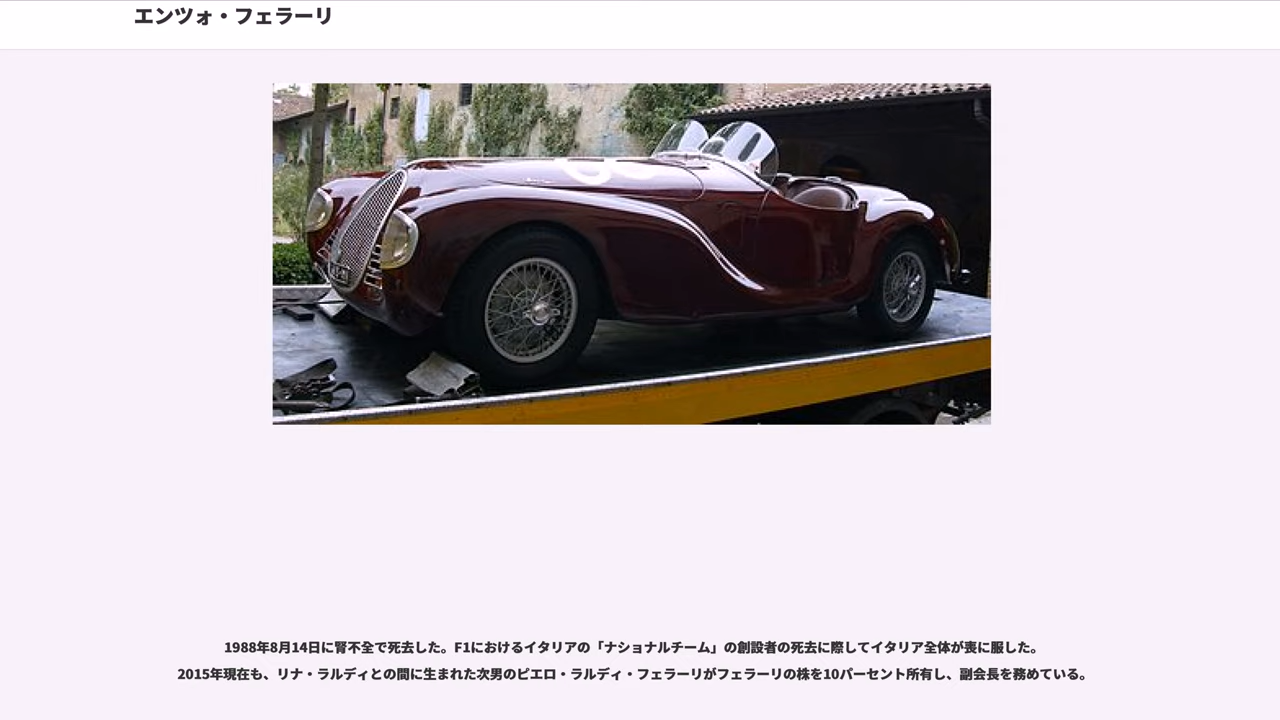 エンツォ・フェラーリ
1988年8月14日に腎不全で死去した。F1におけるイタリアの「ナショナルチーム」の創設者の死去に際してイタリア全体が喪に服した。
2015年現在も、リナ・ラルディとの間に生まれた次男のピエロ・ラルディ・フェラーリがフェラーリの株を10パーセント所有し、副会長を務めている。